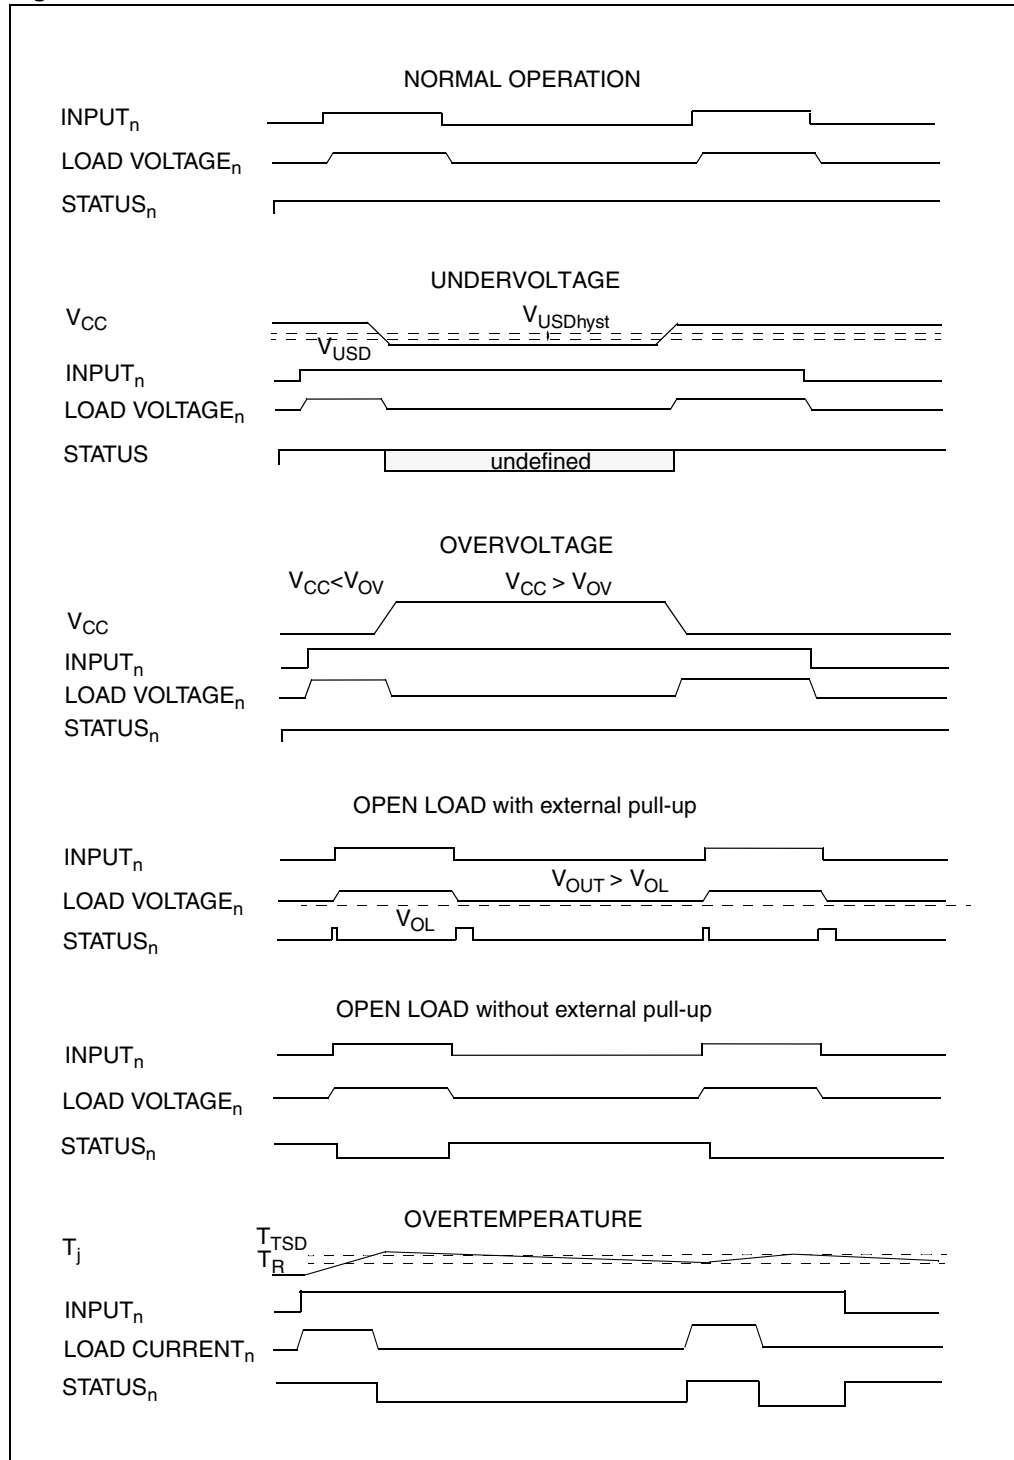 NORMAL OPERATION
INPUTn
LOAD VOLTAGEn
STATUSn
UNDERVOLTAGE
VCC
VUSDhyst
VUSD
INPUTn
LOAD VOLTAGEn
STATUS
undefined
OVERVOLTAGE
VCC<VOV
VCC > VOV
VCC
INPUTn
LOAD VOLTAGEn
STATUSn
OPEN LOAD with external pull-up
INPUTn
VOUT > VOL
LOAD VOLTAGEn
VOL
STATUSn
OPEN LOAD without external pull-up
INPUTn
LOAD VOLTAGEn
STATUSn
OVERTEMPERATURE
Tj
TTSD
TR
INPUTn
LOAD CURRENTn
STATUSn